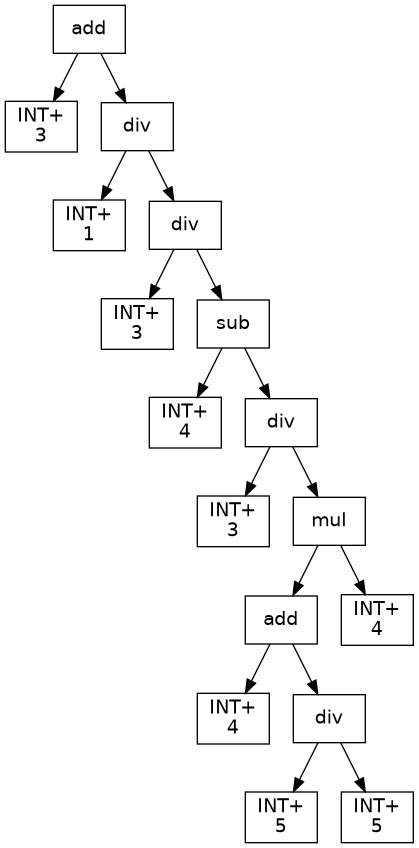 add
INT+
3
div
INT+
1
div
INT+
3
sub
INT+
4
div
INT+
3
mul
add
INT+
4
INT+
4
div
INT+
5
INT+
5